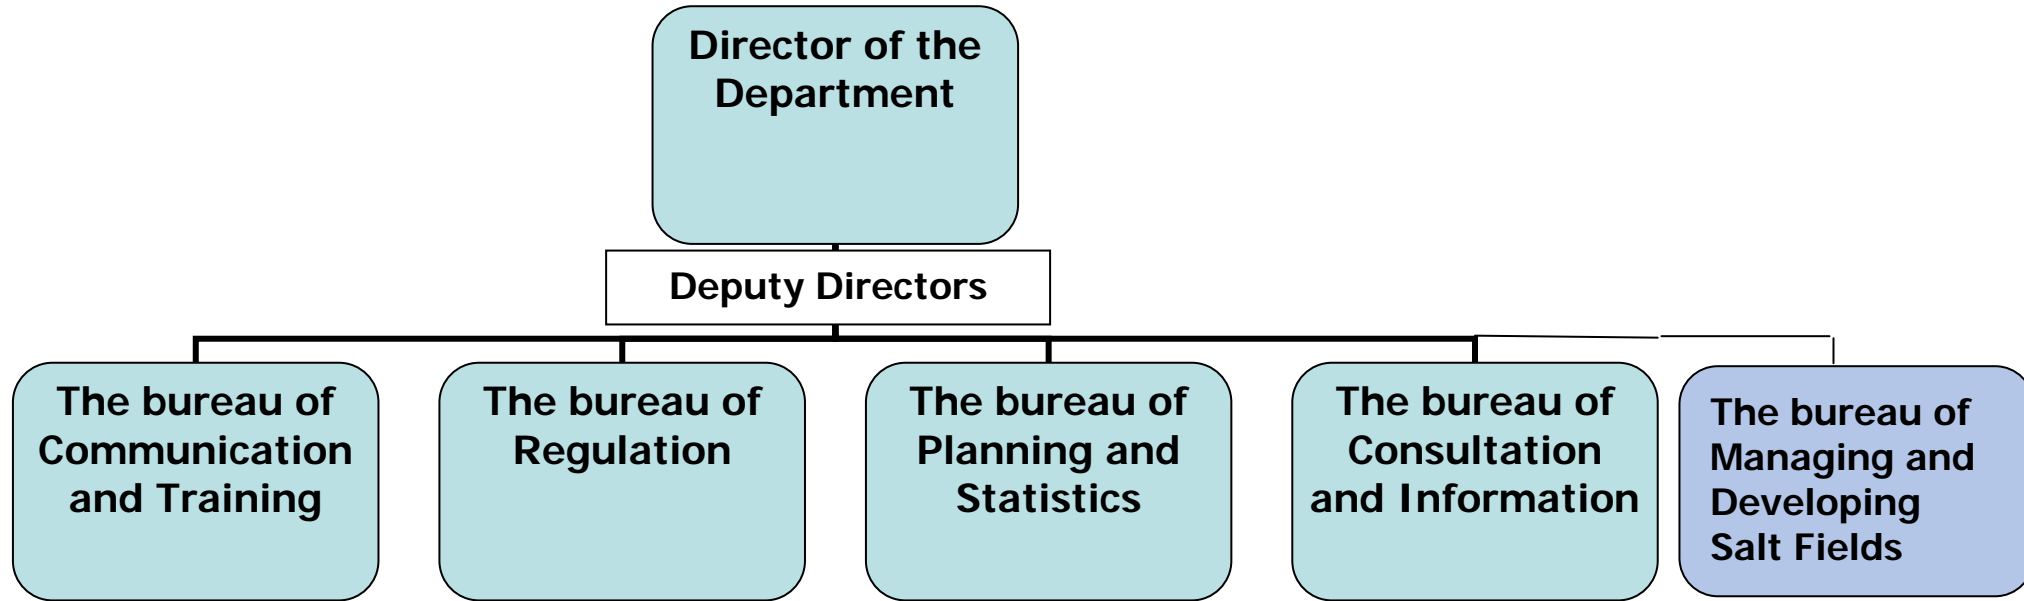 Director of the
Department
Deputy Directors
The bureau of
Communication
and Training
The bureau of
Regulation
The bureau of
Planning and
Statistics
The bureau of
Consultation
and Information
The bureau of
Managing and
Developing
Salt Fields